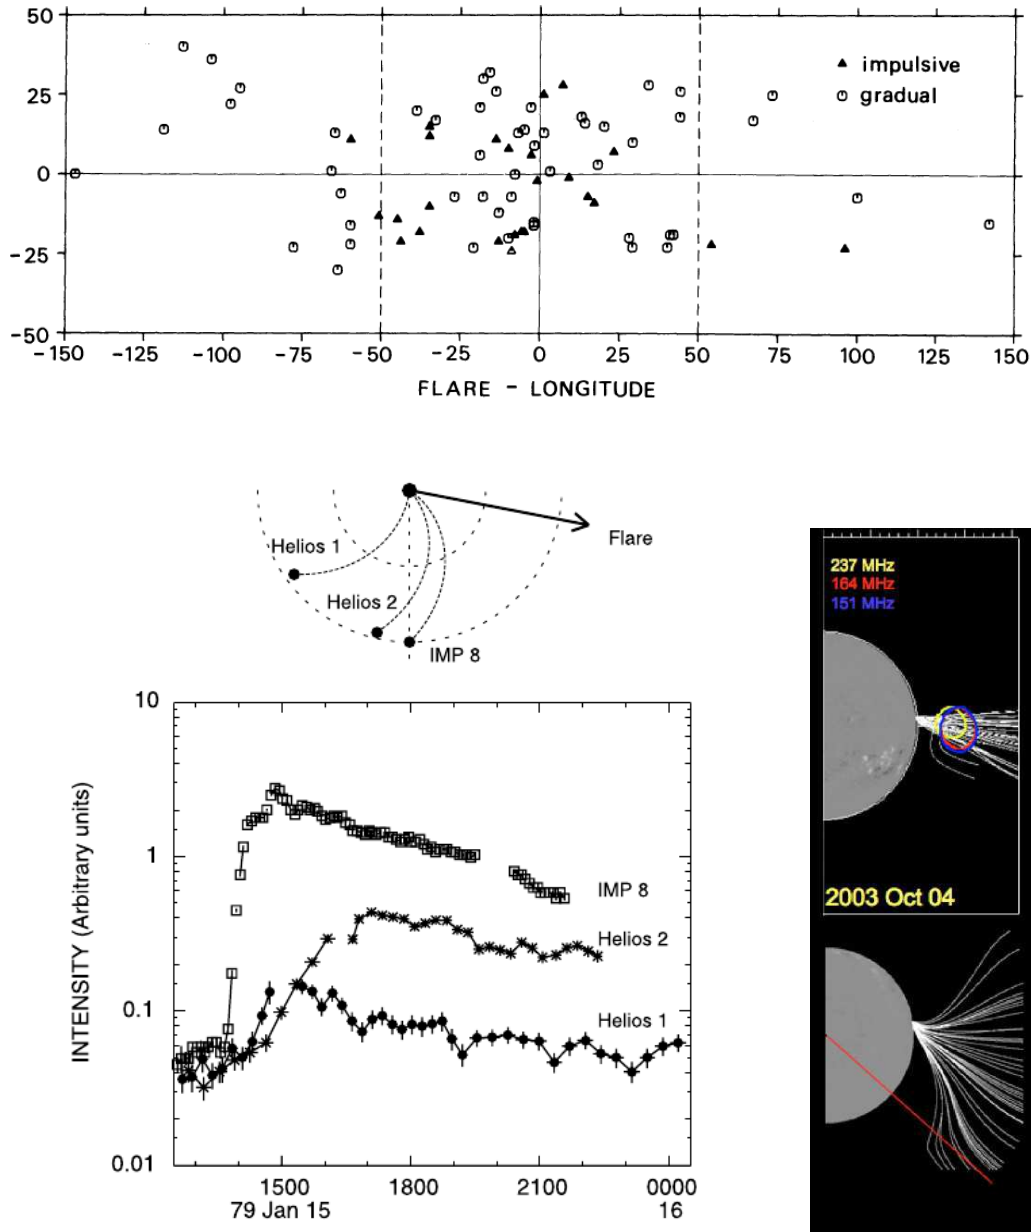 50
25
0
-25
-50
▲ impulsive
gradual
-150 -125 -100 -75 -50 -25 0 25 50 75 100 125 150
FLARE - LONGITUDE
Flare
Helios 1
Helios 2
IMP 8
10
1
0.1
0.01
INTENSITY (Arbitrary units)
IMP 8
Helios 2
Helios 1
1500 1800 2100 0000
79 Jan 15 16
237 MHz
164 MHz
151 MHz
2003 Oct 04